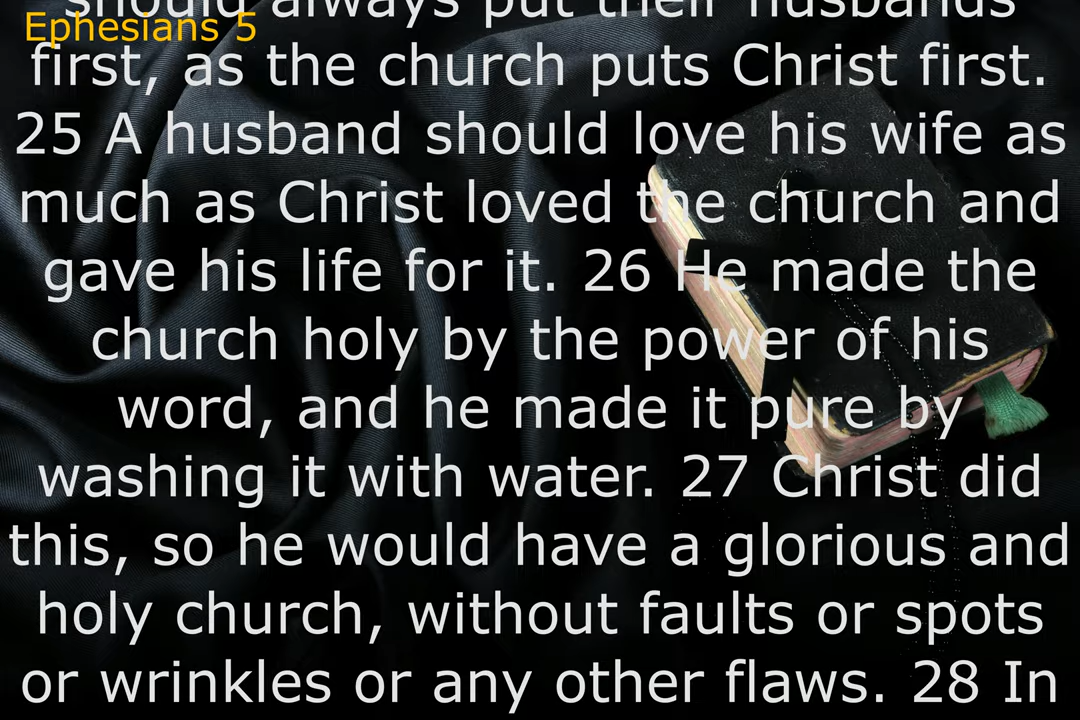 should always put their husbands
Ephesians 5
first, as the church puts Christ first.
25 A husband should love his wife as
much as Christ loved the church and
gave his life for it. 26 He made the
church holy by the power of his
word, and he made it pure by
washing it with water. 27 Christ did
this, so he would have a glorious and
holy church, without faults or spots
or wrinkles or any other flaws. 28 In